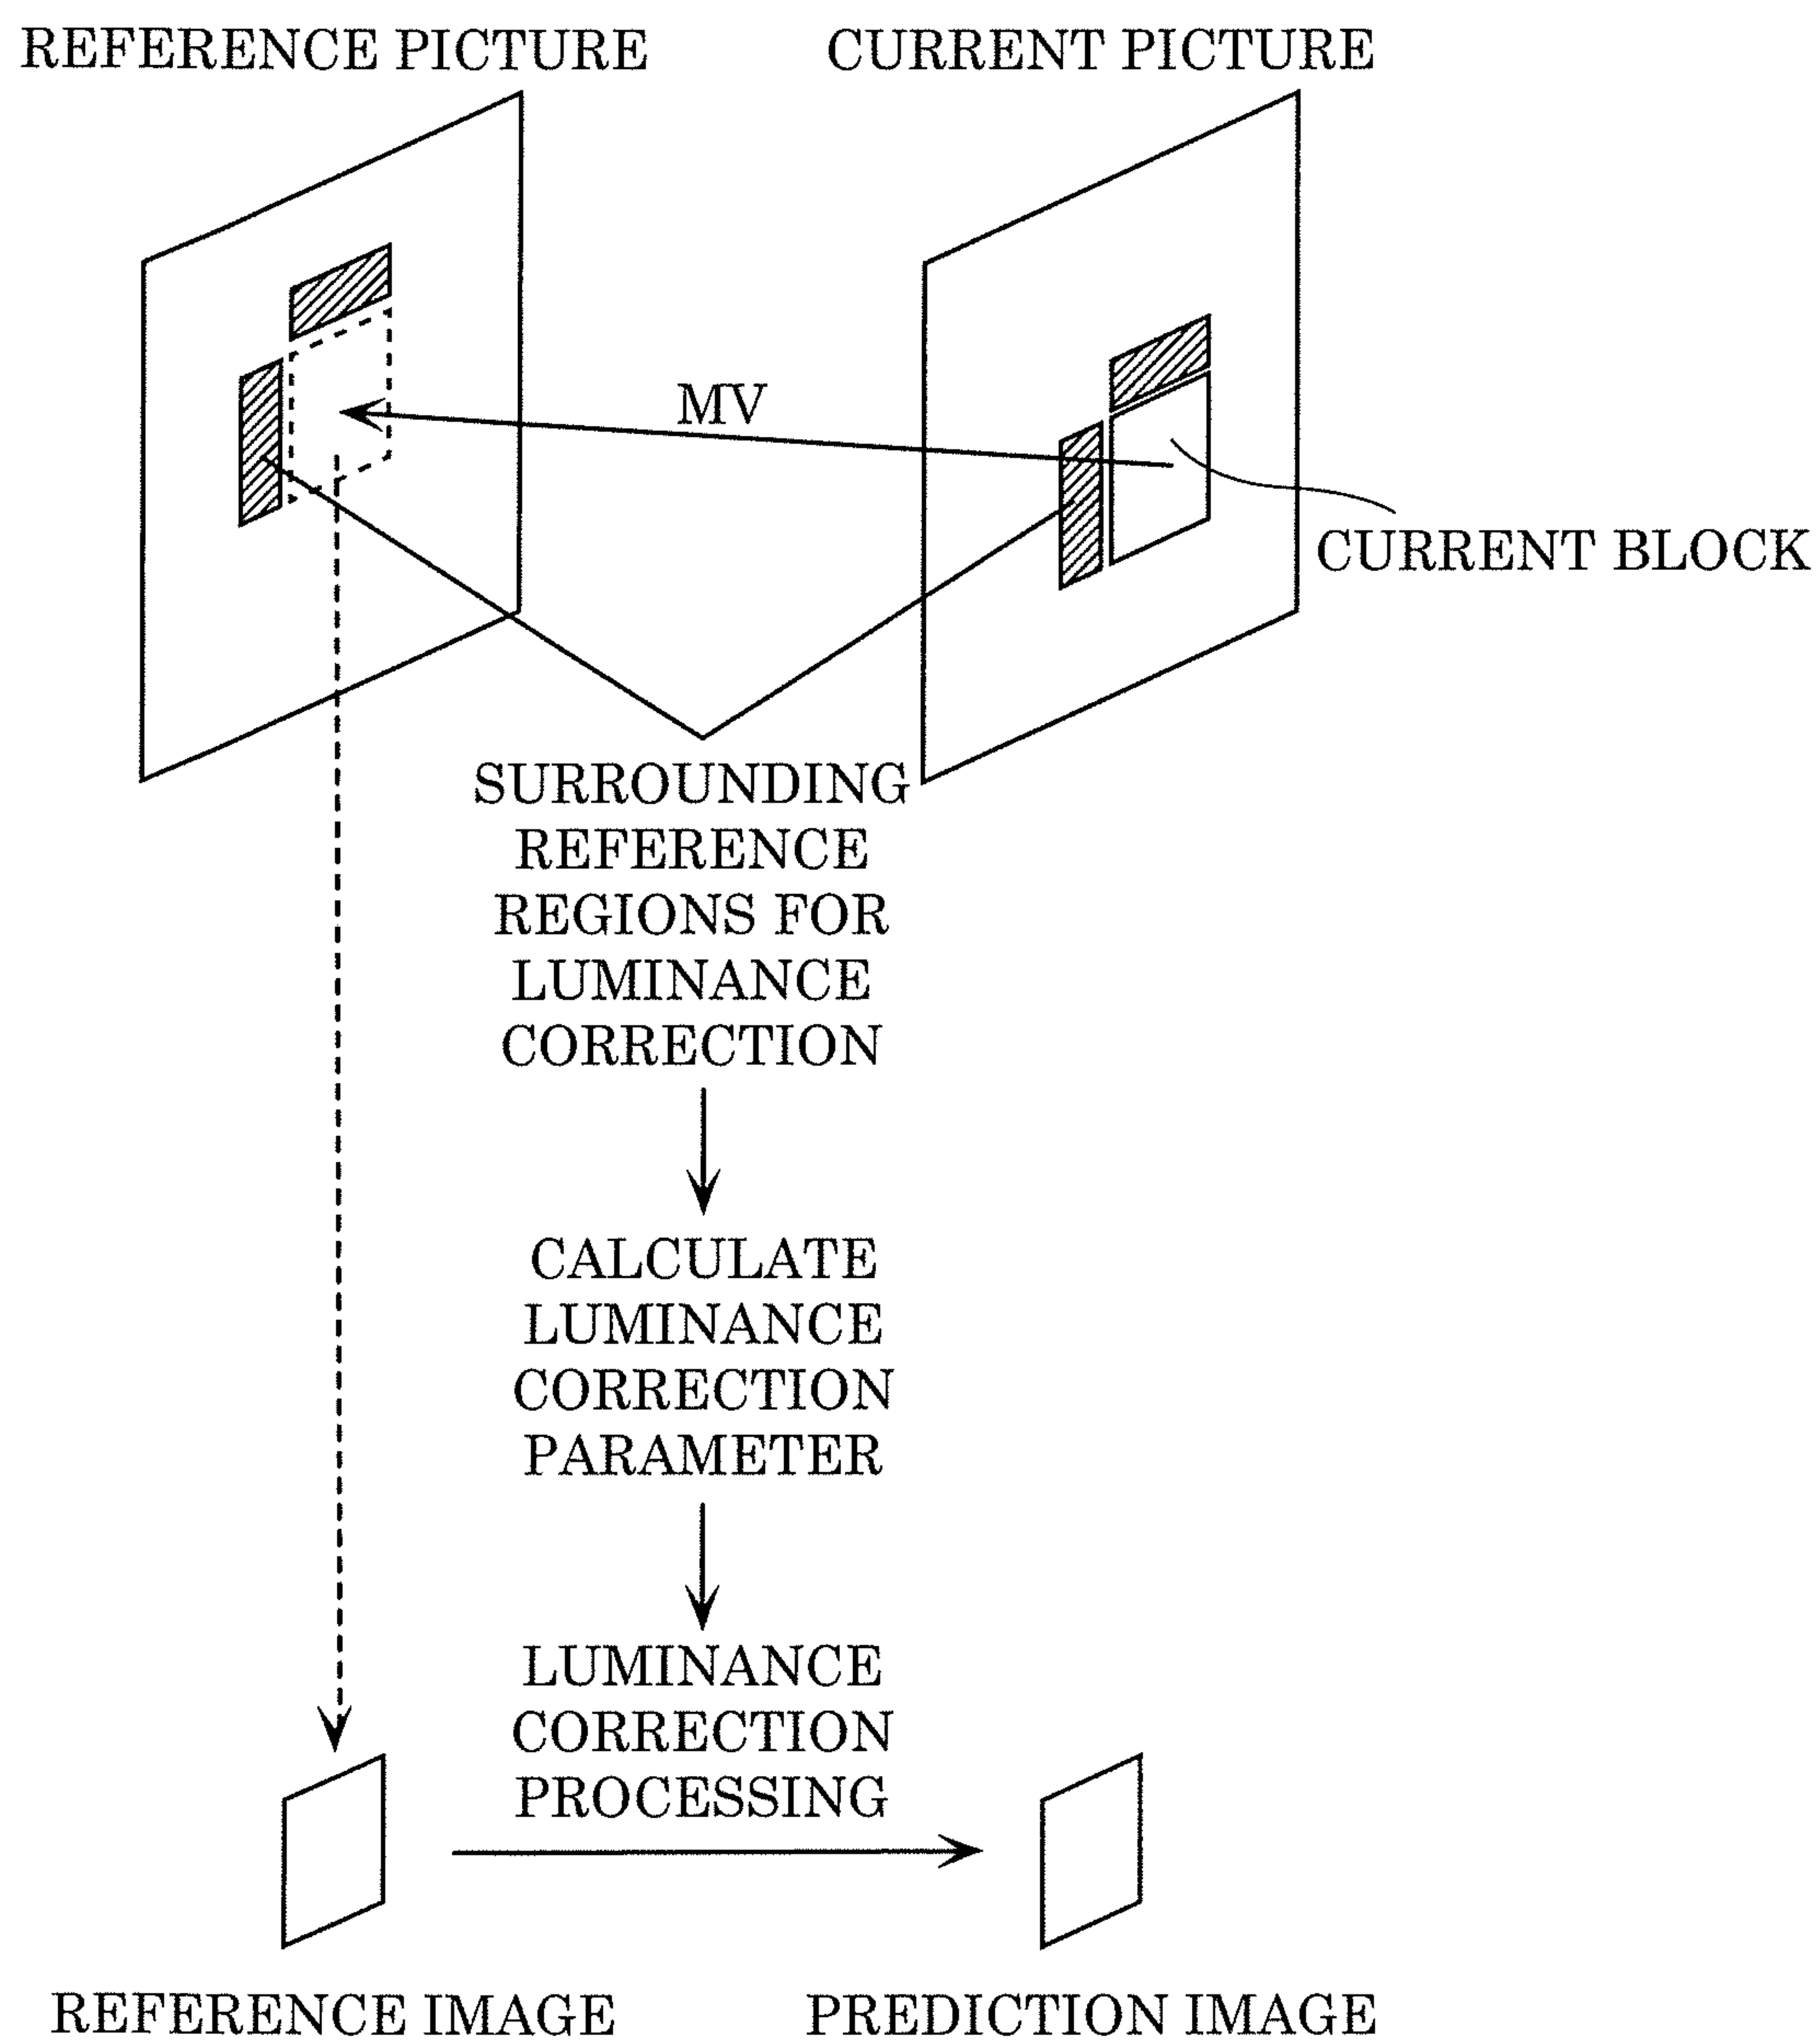 REFERENCE PICTURE
CURRENT PICTURE
MV
CURRENT BLOCK
SURROUNDING
REFERENCE
REGIONS FOR
LUMINANCE
CORRECTION
CALCULATE
LUMINANCE
CORRECTION
PARAMETER
LUMINANCE
CORRECTION
PROCESSING
REFERENCE IMAGE
PREDICTION IMAGE